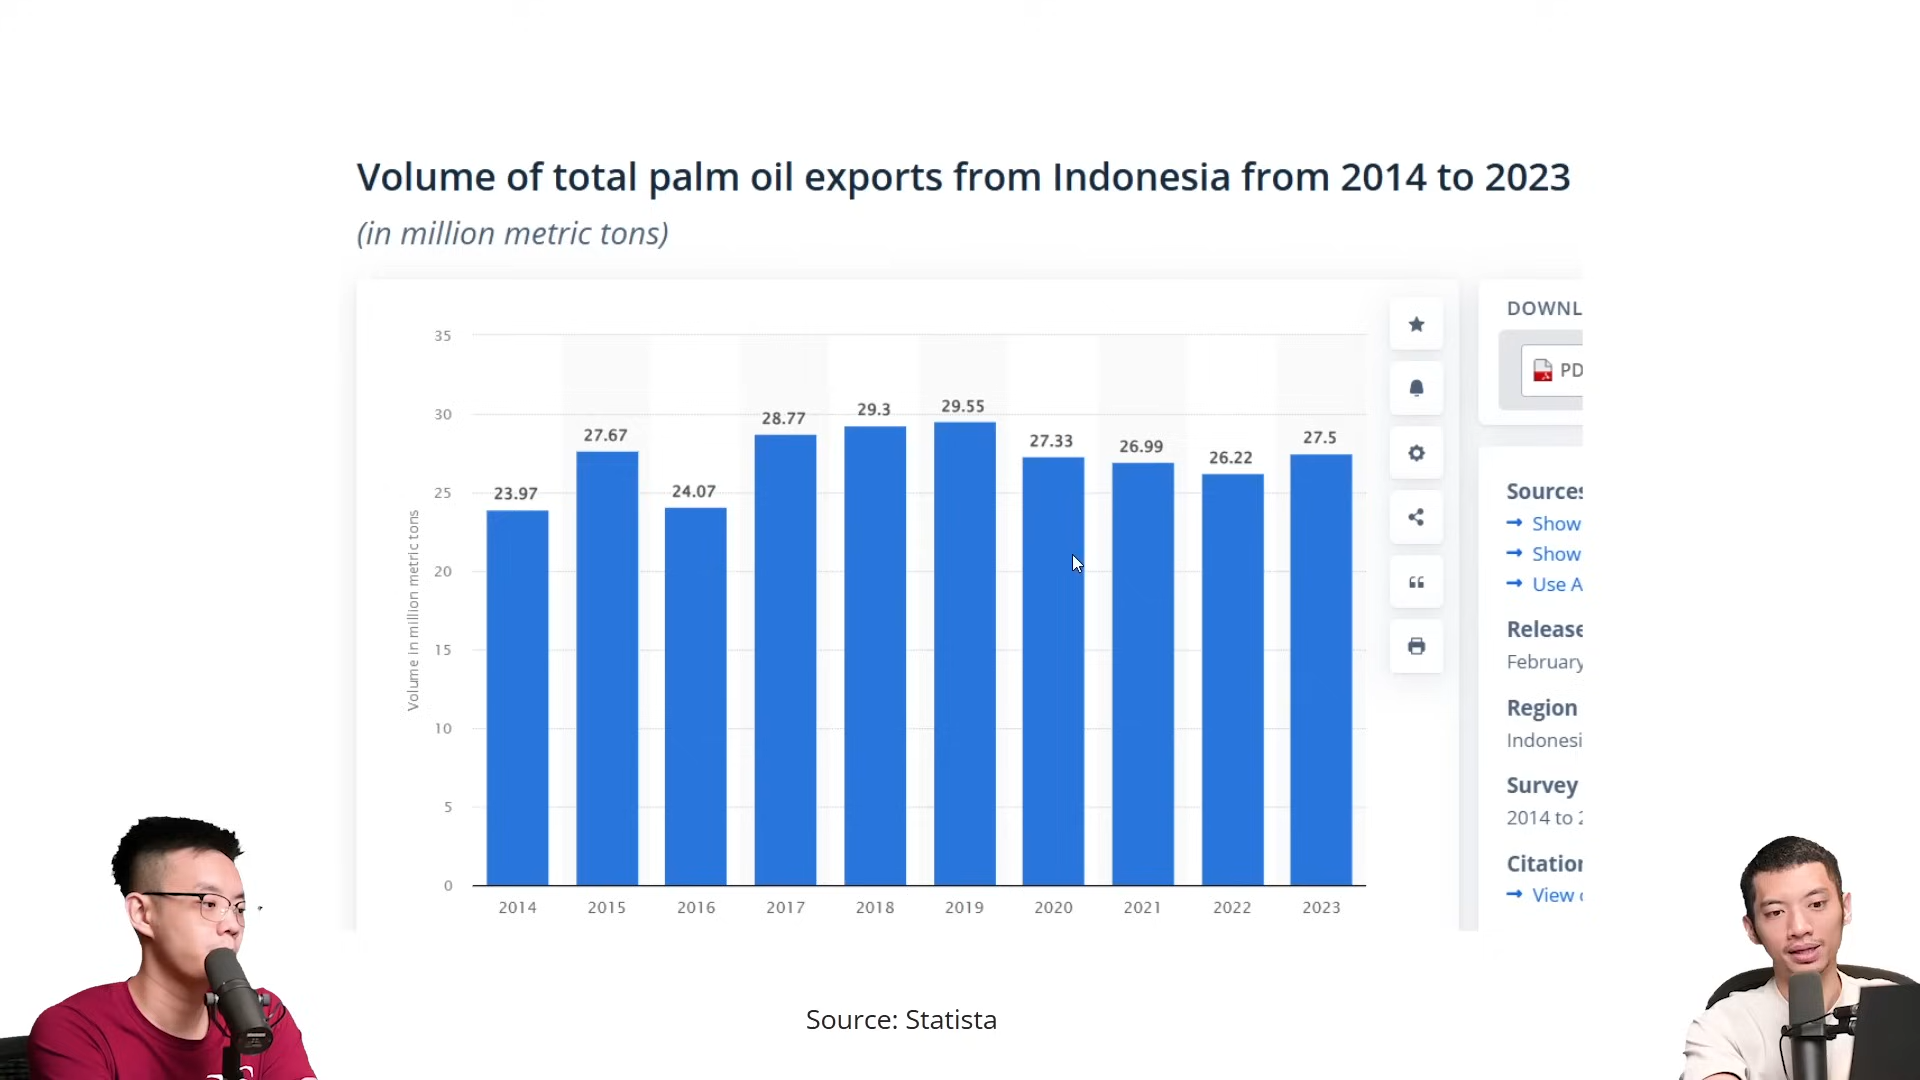 Volume of total palm oil exports from Indonesia from 2014 to 2023
(in million metric tons)
35
30
25
20
15
10
5
0
Volume in million metric tons
23.97
27.67
24.07
28.77
29.3
29.55
27.33
26.99
26.22
27.5
2014
2015
2016
2017
2018
2019
2020
2021
2022
2023
DOWNL
PD
Sources
Show
Show
Use A
Release
February
Region
Indonesi
Survey
2014 to 2
Citation
View
Source: Statista